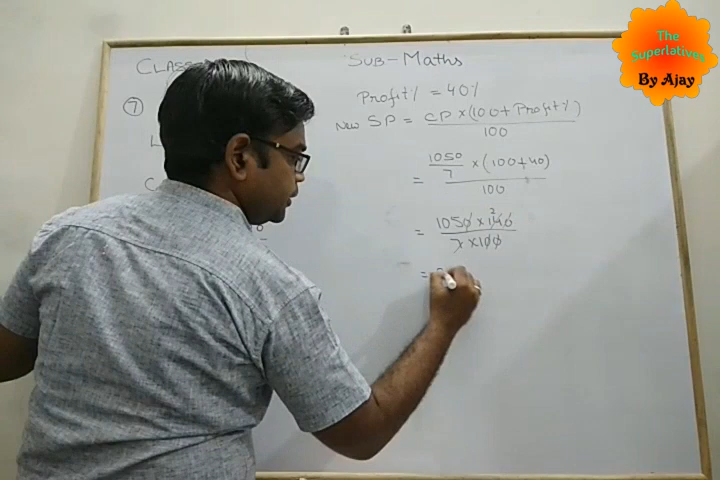 The
Superlatives
By Ajay
CLASS
SUB-Maths
7
Profit% = 40%
New SP = CP x (100 + Profit%)
100
= 1050/7 x (100+40)
100
= 1050 x 140
7 x 100
2
=